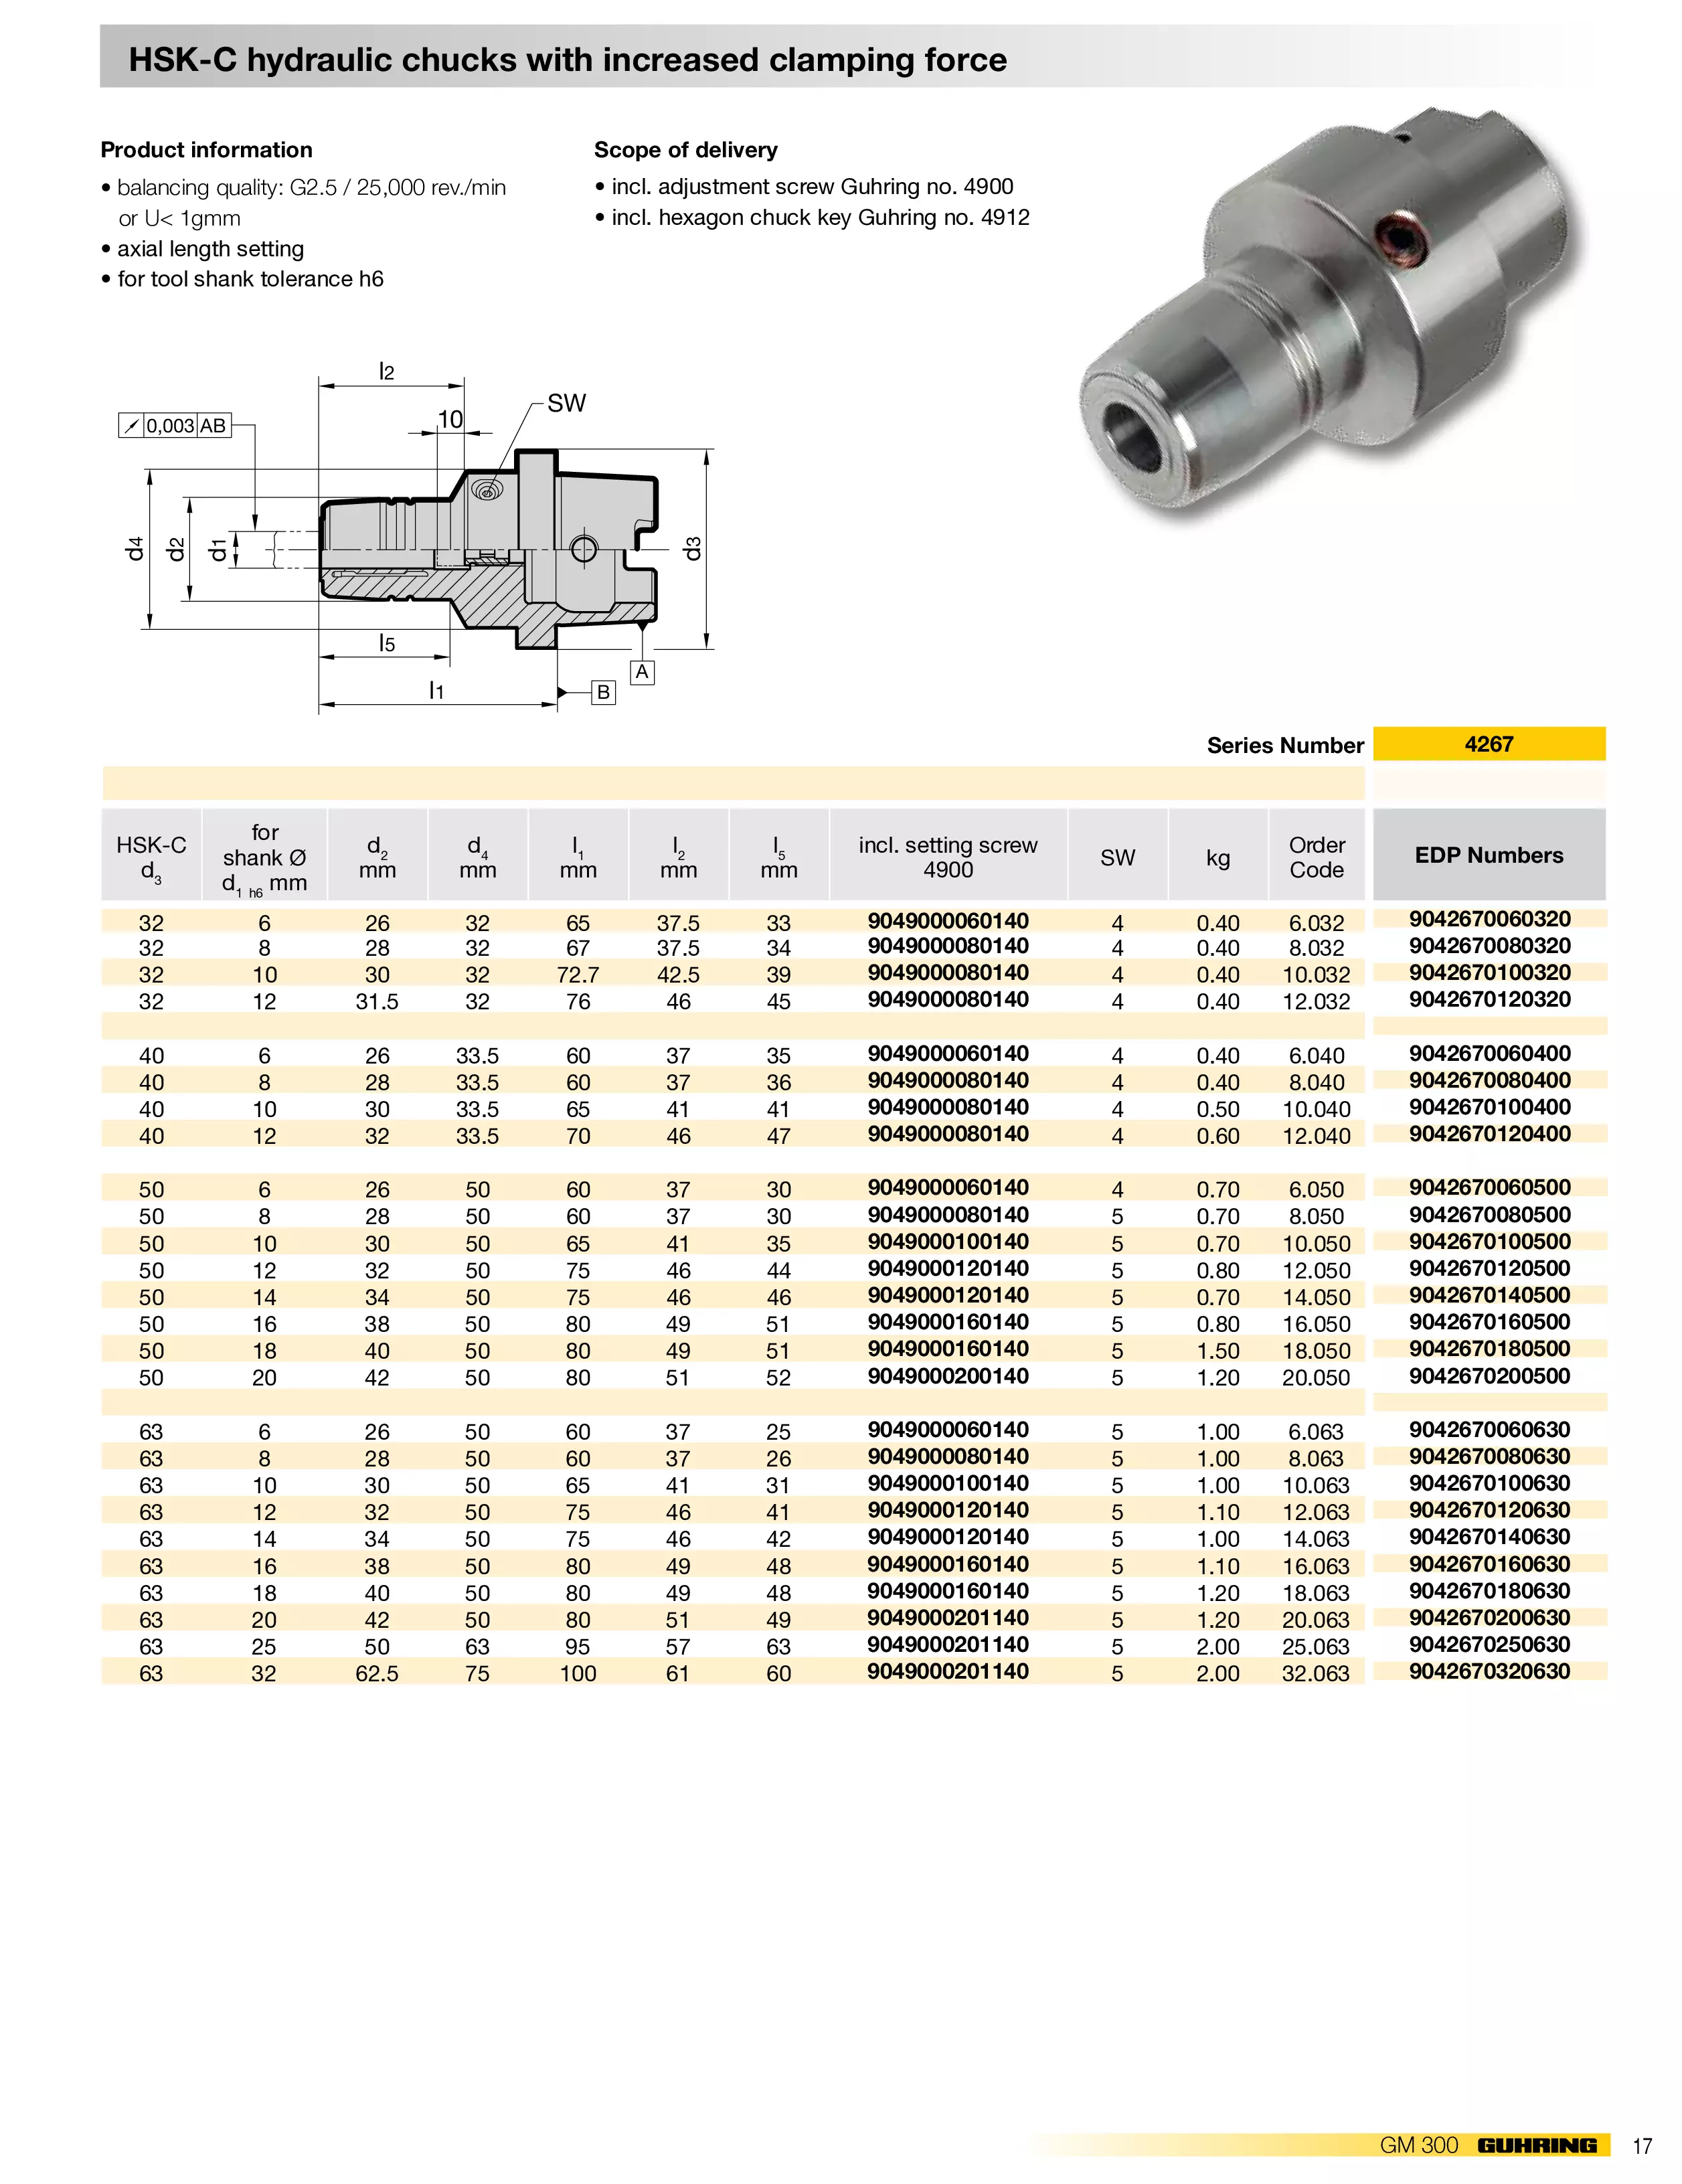 HSK-C hydraulic chucks with increased clamping force
Product information
• balancing quality: G2.5 / 25,000 rev./min
or U< 1gmm
• axial length setting
• for tool shank tolerance h6
Scope of delivery
• incl. adjustment screw Guhring no. 4900
• incl. hexagon chuck key Guhring no. 4912
l2
SW
10
0,003 AB
d4
d2
d1
d3
l5
A
l1
B
Series Number 4267
HSK-C d3 for shank Ø d1 h6 mm d2 mm d4 mm l1 mm l2 mm l5 mm incl. setting screw 4900 SW kg Order Code EDP Numbers
32 6 26 32 65 37.5 33 9049000060140 4 0.40 6.032 9042670060320
32 8 28 32 67 37.5 34 9049000080140 4 0.40 8.032 9042670080320
32 10 30 32 72.7 42.5 39 9049000080140 4 0.40 10.032 9042670100320
32 12 31.5 32 76 46 45 9049000080140 4 0.40 12.032 9042670120320
40 6 26 33.5 60 37 35 9049000060140 4 0.40 6.040 9042670060400
40 8 28 33.5 60 37 36 9049000080140 4 0.40 8.040 9042670080400
40 10 30 33.5 65 41 41 9049000080140 4 0.50 10.040 9042670100400
40 12 32 33.5 70 46 47 9049000080140 4 0.60 12.040 9042670120400
50 6 26 50 60 37 30 9049000060140 4 0.70 6.050 9042670060500
50 8 28 50 60 37 30 9049000080140 5 0.70 8.050 9042670080500
50 10 30 50 65 41 35 9049000100140 5 0.70 10.050 9042670100500
50 12 32 50 75 46 44 9049000120140 5 0.80 12.050 9042670120500
50 14 34 50 75 46 46 9049000120140 5 0.70 14.050 9042670140500
50 16 38 50 80 49 51 9049000160140 5 0.80 16.050 9042670160500
50 18 40 50 80 49 51 9049000160140 5 1.50 18.050 9042670180500
50 20 42 50 80 51 52 9049000200140 5 1.20 20.050 9042670200500
63 6 26 50 60 37 25 9049000060140 5 1.00 6.063 9042670060630
63 8 28 50 60 37 26 9049000080140 5 1.00 8.063 9042670080630
63 10 30 50 65 41 31 9049000100140 5 1.00 10.063 9042670100630
63 12 32 50 75 46 41 9049000120140 5 1.10 12.063 9042670120630
63 14 34 50 75 46 42 9049000120140 5 1.00 14.063 9042670140630
63 16 38 50 80 49 48 9049000160140 5 1.10 16.063 9042670160630
63 18 40 50 80 49 48 9049000160140 5 1.20 18.063 9042670180630
63 20 42 50 80 51 49 9049000201140 5 1.20 20.063 9042670200630
63 25 50 63 95 57 63 9049000201140 5 2.00 25.063 9042670250630
63 32 62.5 75 100 61 60 9049000201140 5 2.00 32.063 9042670320630
GM 300 GUHRING 17